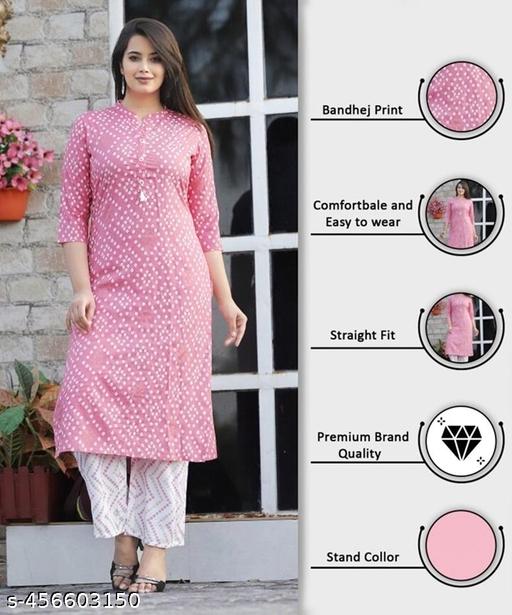 Bandhej Print
Comfortbale and
Easy to wear
Straight Fit
Premium Brand
Quality
Stand Collor
s-456603150